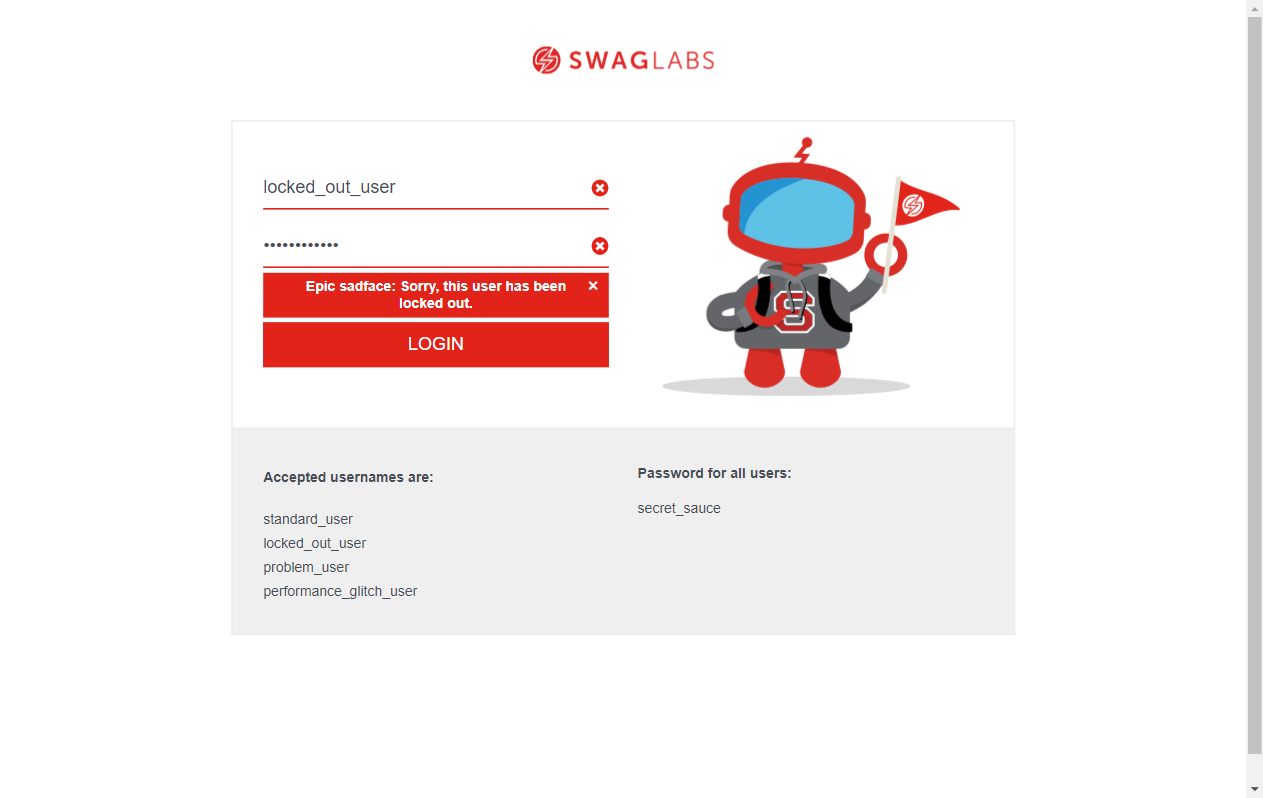 SWAGLABS
locked_out_user
••••••••••••
Epic sadface: Sorry, this user has been
locked out.
LOGIN
S
Accepted usernames are:
standard_user
locked_out_user
problem_user
performance_glitch_user
Password for all users:
secret_sauce